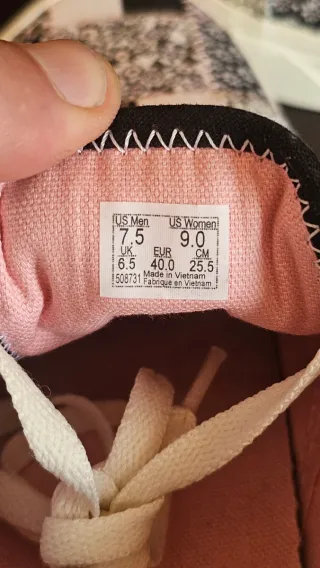 US Men US Women
7.5 9.0
UK EUR CM
6.5 40.0 25.5
508731 Made in Vietnam
Fabriqué en Vietnam